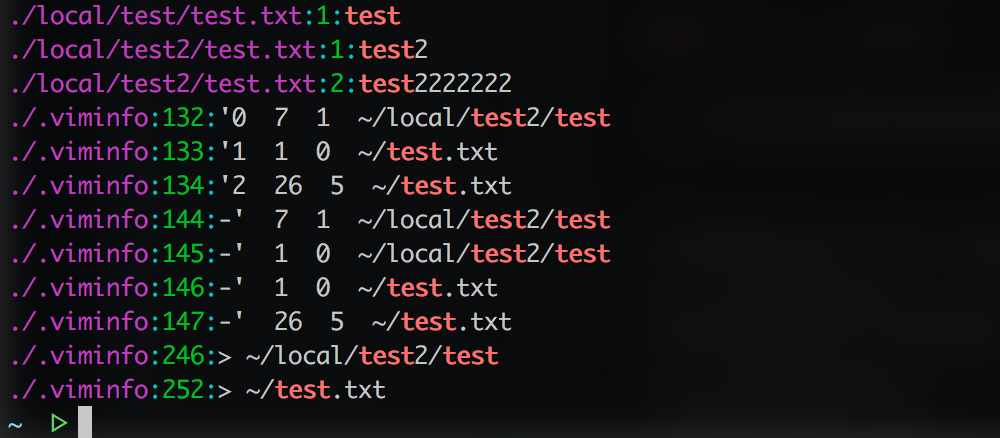 ./local/test/test.txt:1:test
./local/test2/test.txt:1:test2
./local/test2/test.txt:2:test2222222
./.viminfo:132:'0  7  1  ~/local/test2/test
./.viminfo:133:'1  1  0  ~/test.txt
./.viminfo:134:'2  26  5  ~/test.txt
./.viminfo:144:-'  7  1  ~/local/test2/test
./.viminfo:145:-'  1  0  ~/local/test2/test
./.viminfo:146:-'  1  0  ~/test.txt
./.viminfo:147:-'  26  5  ~/test.txt
./.viminfo:246:> ~/local/test2/test
./.viminfo:252:> ~/test.txt
~  ▷